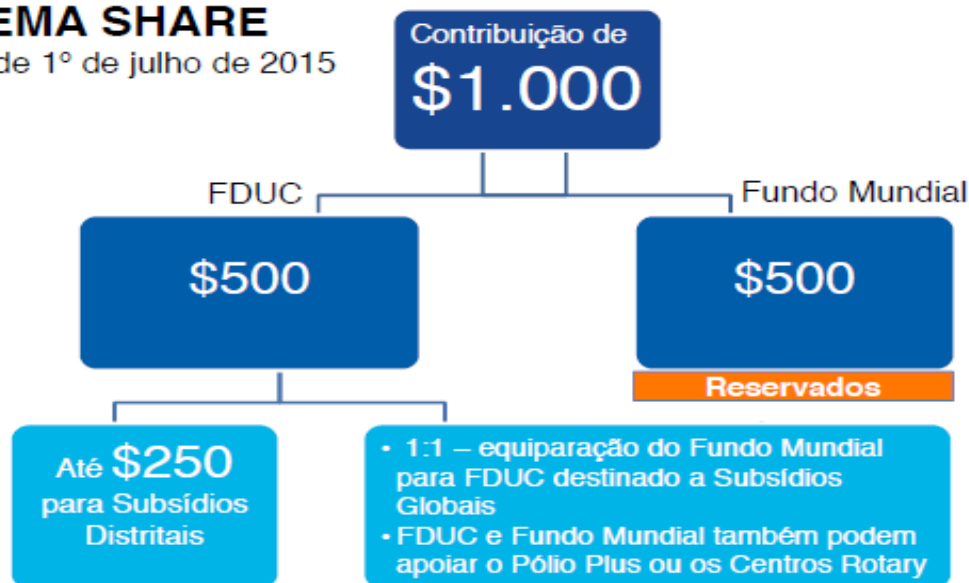 EMA SHARE
de 1º de julho de 2015
Contribuição de
$1.000
FDUC
Fundo Mundial
$500
$500
Reservados
Até $250
para Subsídios
Distritais
• 1:1 – equiparação do Fundo Mundial
para FDUC destinado a Subsídios
Globais
• FDUC e Fundo Mundial também podem
apoiar o Pólio Plus ou os Centros Rotary